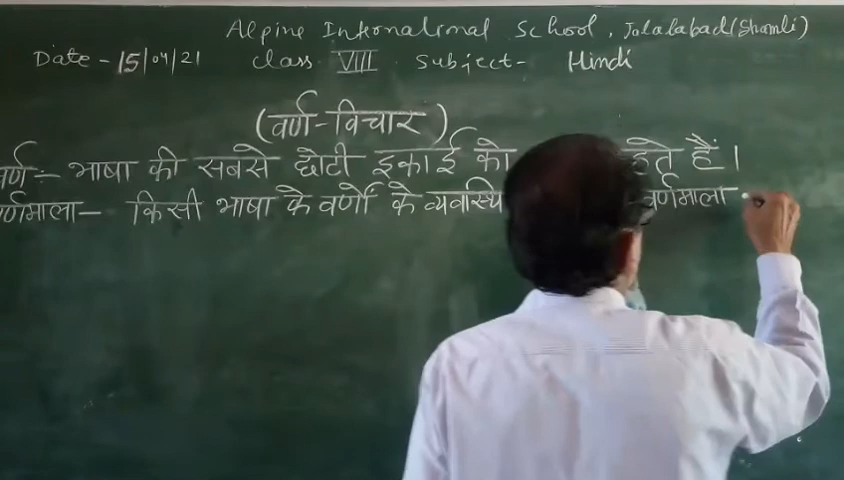 Alpine International School, Jalalabad (Shamli)
Date - 15/04/21 Class VIII Subject - Hindi
(वर्ण-विचार)
वर्ण :- भाषा की सबसे छोटी इकाई को हते हैं।
र्णमाला- किसी भाषा के वर्णों के व्यवस्थि वर्णमाला